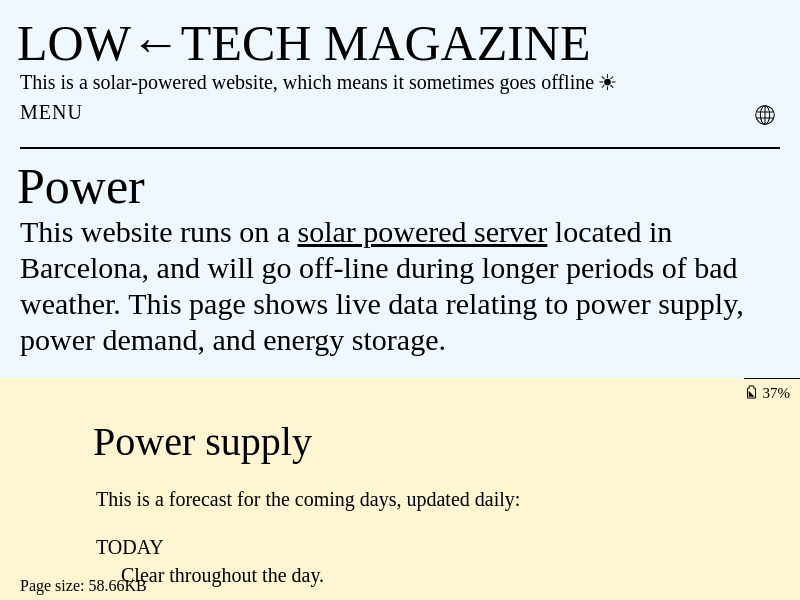 LOW←TECH MAGAZINE
This is a solar-powered website, which means it sometimes goes offline ☀
MENU
Power
This website runs on a solar powered server located in
Barcelona, and will go off-line during longer periods of bad
weather. This page shows live data relating to power supply,
power demand, and energy storage.
37%
Power supply
This is a forecast for the coming days, updated daily:
TODAY
Clear throughout the day.
Page size: 58.66KB